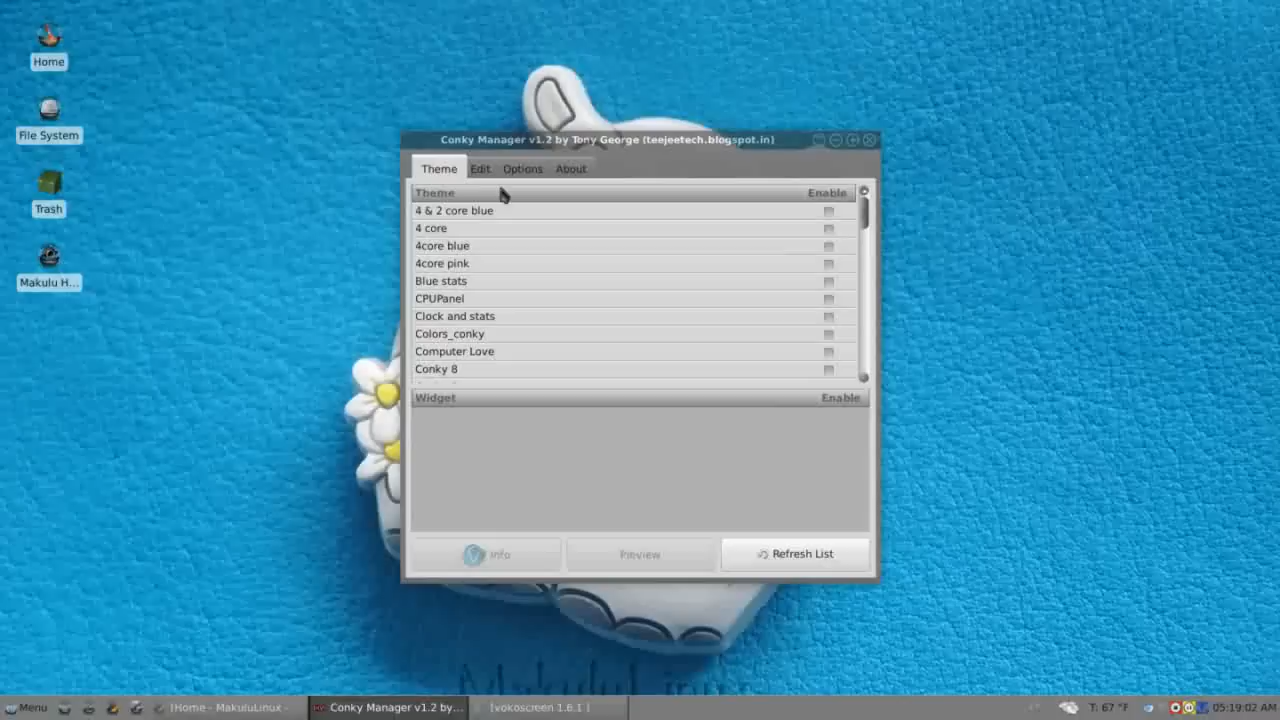 Home
File System
Trash
Makulu H...
Conky Manager v1.2 by Tony George (teejeetech.blogspot.in)
Theme Edit Options About
Theme Enable
4 & 2 core blue
4 core
4core blue
4core pink
Blue stats
CPUPanel
Clock and stats
Colors_conky
Computer Love
Conky 8
Widget Enable
Info Preview Refresh List
MakuluLinux
Menu [Home - MakuluLinux - Conky Manager v1.2 by... [vokoscreen 1.6.1 ] T: 67 °F 05:19:02 AM